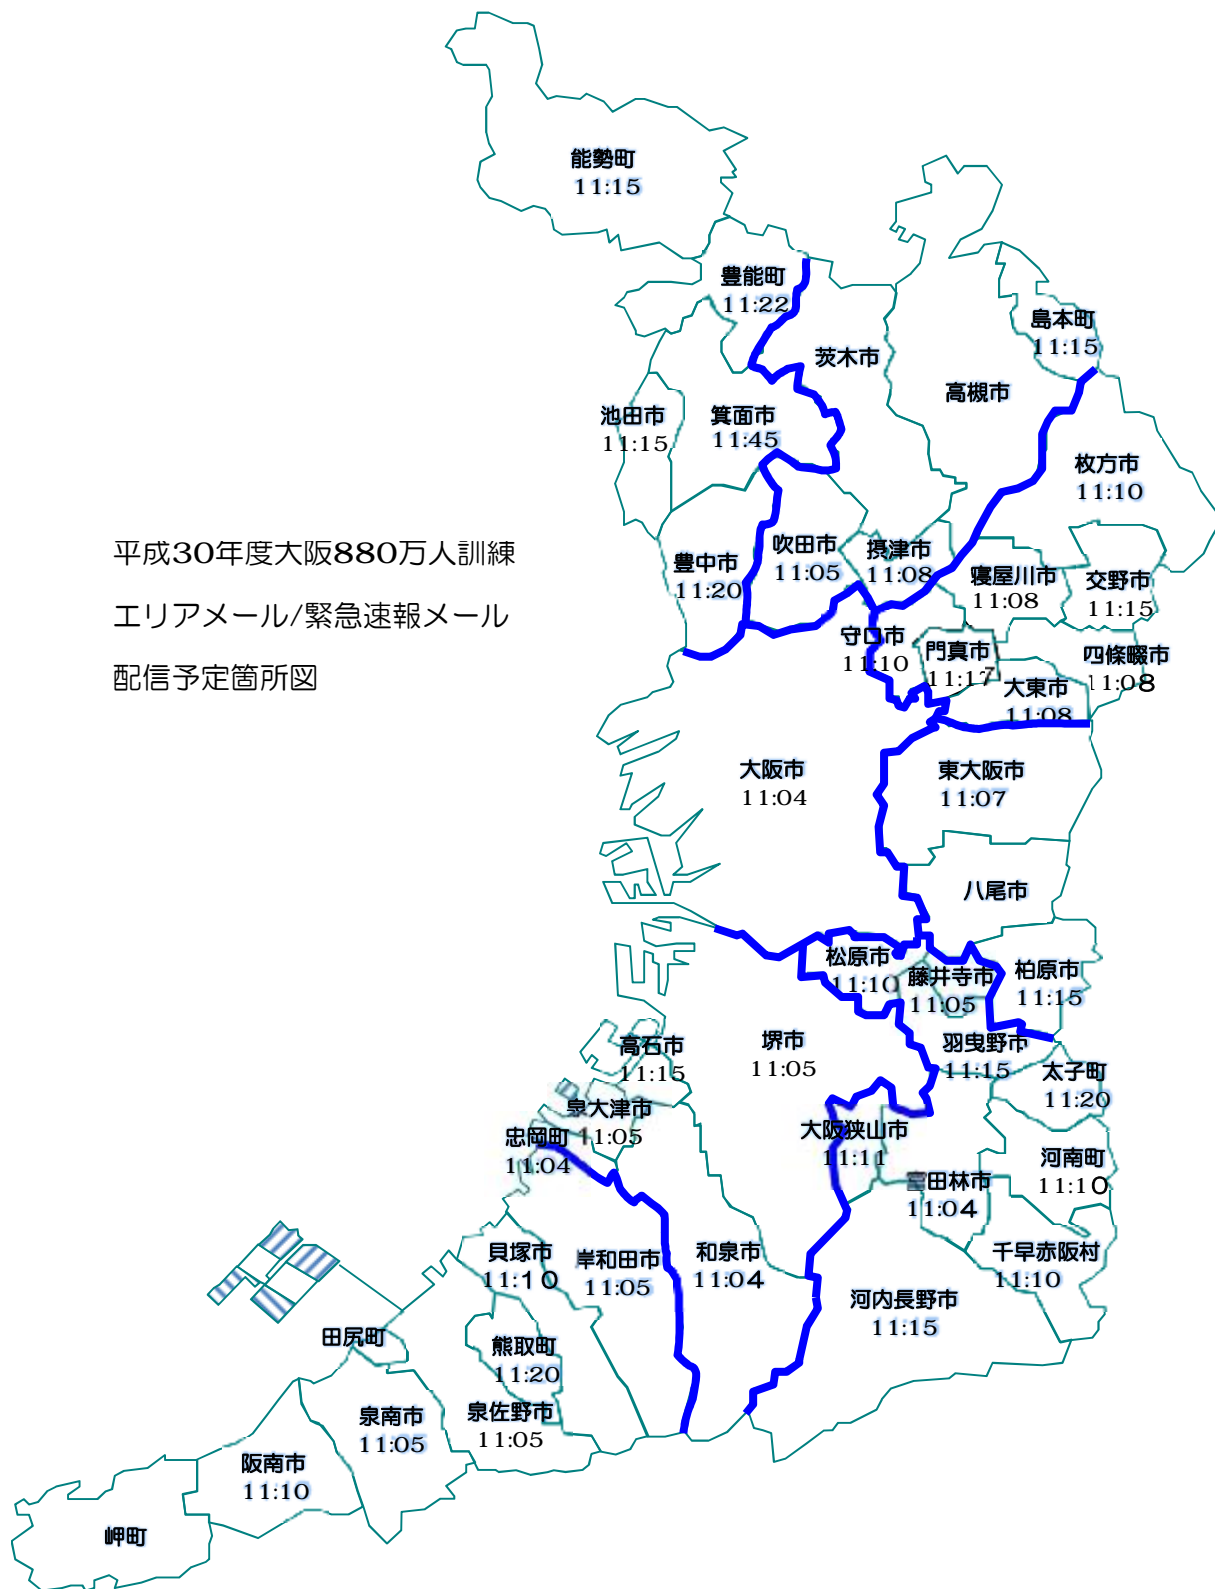 能勢町
11:15
豊能町
11:22
島本町
11:15
茨木市
高槻市
池田市
11:15
箕面市
11:45
枚方市
11:10
平成30年度大阪880万人訓練
エリアメール/緊急速報メール
配信予定箇所図
豊中市
11:20
吹田市
11:05
摂津市
11:08
寝屋川市
11:08
交野市
11:15
守口市
11:10
門真市
11:17
四條畷市
11:08
大東市
11:08
大阪市
11:04
東大阪市
11:07
八尾市
松原市
11:10
藤井寺市
11:05
柏原市
11:15
高石市
11:15
堺市
11:05
羽曳野市
11:15
太子町
11:20
泉大津市
11:05
忠岡町
11:04
大阪狭山市
11:11
河南町
11:10
富田林市
11:04
貝塚市
11:10
岸和田市
11:05
和泉市
11:04
千早赤阪村
11:10
河内長野市
11:15
田尻町
熊取町
11:20
泉南市
11:05
泉佐野市
11:05
阪南市
11:10
岬町